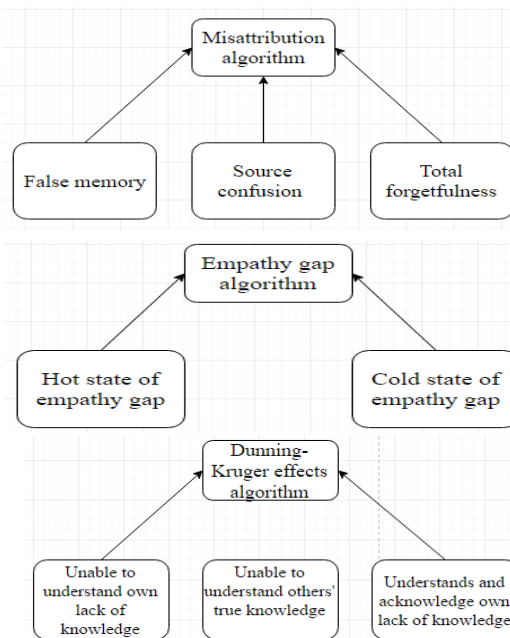 Misattribution
algorithm
False memory
Source
confusion
Total
forgetfulness
Empathy gap
algorithm
Hot state of
empathy gap
Cold state of
empathy gap
Dunning-
Kruger effects
algorithm
Unable to
understand own
lack of
knowledge
Unable to
understand others'
true knowledge
Understands and
acknowledge own
lack of knowledge